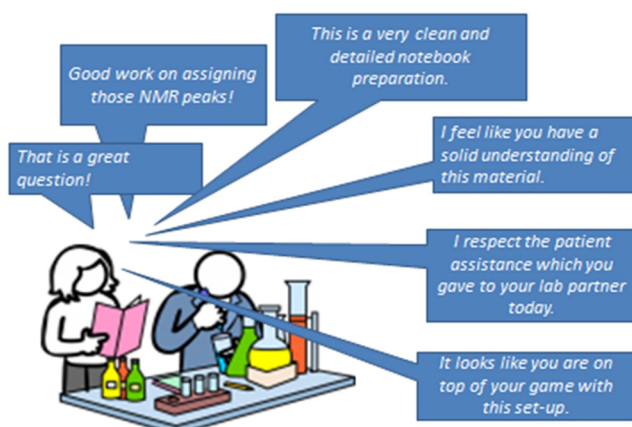 This is a very clean and
detailed notebook
preparation.
Good work on assigning
those NMR peaks!
That is a great
question!
I feel like you have a
solid understanding of
this material.
I respect the patient
assistance which you
gave to your lab partner
today.
It looks like you are on
top of your game with
this set-up.